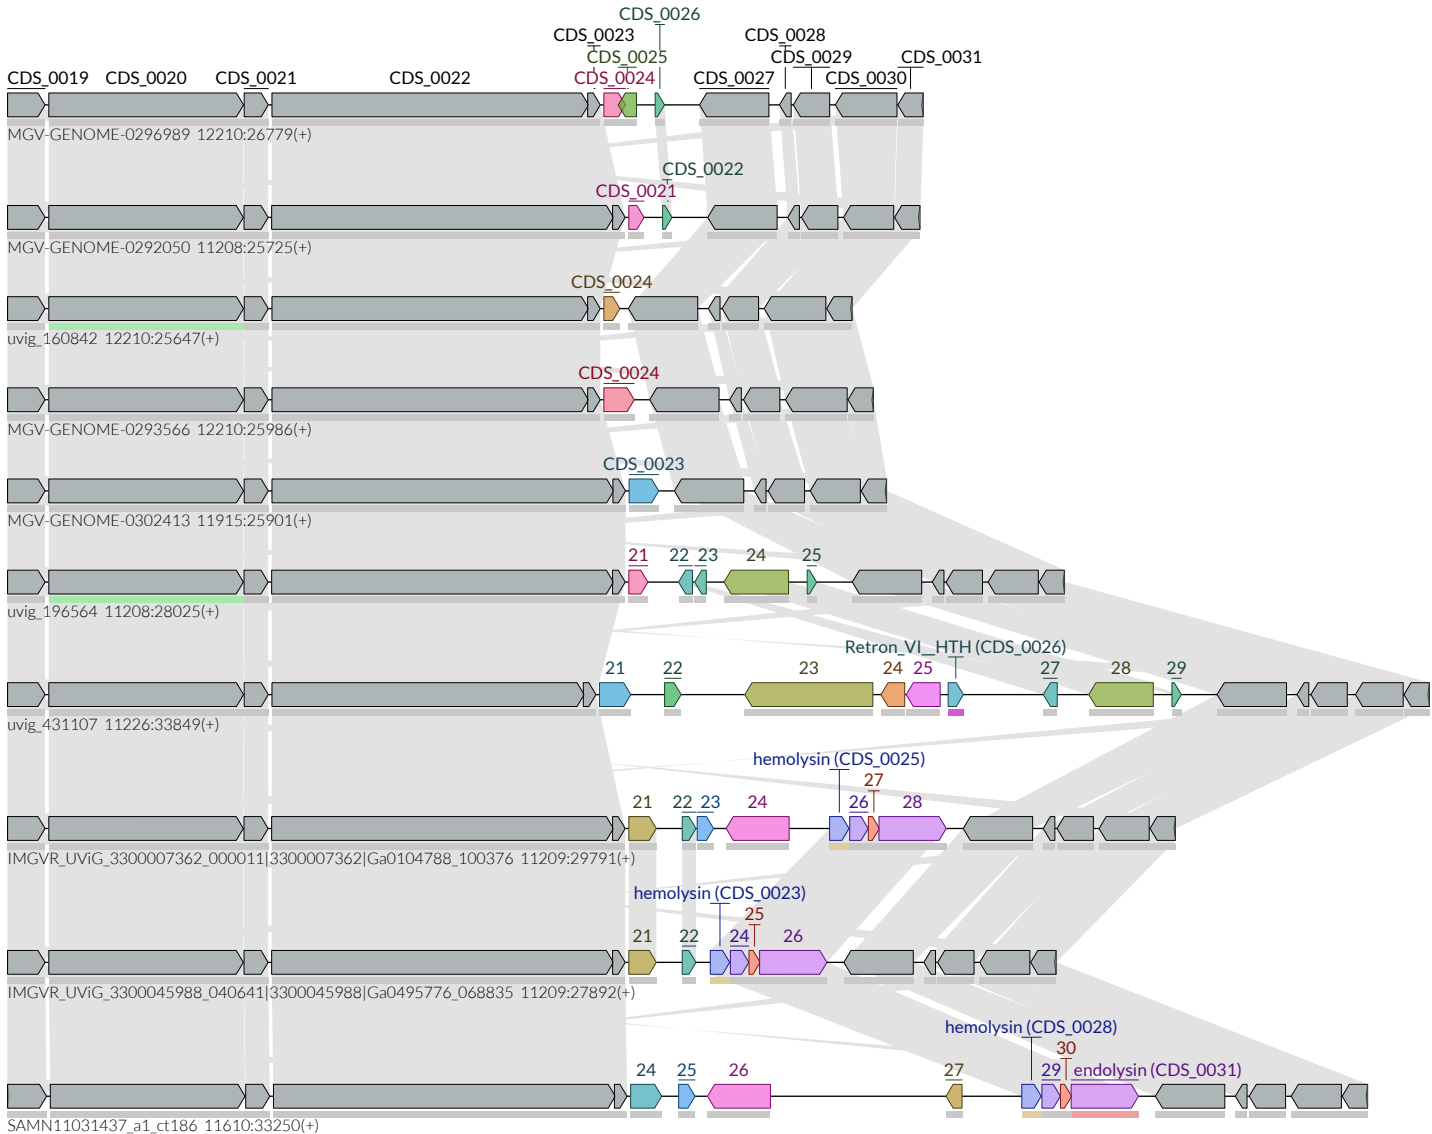 CDS_0026
CDS_0023 CDS_0028
CDS_0025 CDS_0029 CDS_0031
CDS_0019 CDS_0020 CDS_0021 CDS_0022 CDS_0024 CDS_0027 CDS_0030
MGV-GENOME-0296989 12210:26779(+)
CDS_0022
CDS_0021
MGV-GENOME-0292050 11208:25725(+)
CDS_0024
uvig_160842 12210:25647(+)
CDS_0024
MGV-GENOME-0293566 12210:25986(+)
CDS_0023
MGV-GENOME-0302413 11915:25901(+)
21 22 23 24 25
uvig_196564 11208:28025(+)
Retron_VI__HTH (CDS_0026)
21 22 23 24 25 27 28 29
uvig_431107 11226:33849(+)
hemolysin (CDS_0025)
27
21 22 23 24 26 28
IMGVR_UViG_3300007362_000011|3300007362|Ga0104788_100376 11209:29791(+)
hemolysin (CDS_0023)
25
21 22 24 26
IMGVR_UViG_3300045988_040641|3300045988|Ga0495776_068835 11209:27892(+)
hemolysin (CDS_0028)
30
24 25 26 27 29 endolysin (CDS_0031)
SAMN11031437_a1_ct186 11610:33250(+)